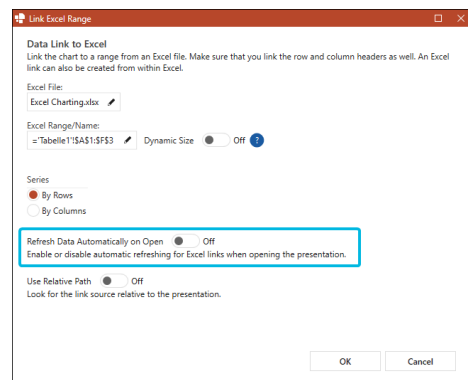 Link Excel Range
Data Link to Excel
Link the chart to a range from an Excel file. Make sure that you link the row and column headers as well. An Excel
link can also be created from within Excel.
Excel File:
Excel Charting.xlsx
Excel Range/Name:
='Tabelle1'!$A$1:$F$3 Dynamic Size Off ?
Series
By Rows
By Columns
Refresh Data Automatically on Open Off
Enable or disable automatic refreshing for Excel links when opening the presentation.
Use Relative Path Off
Look for the link source relative to the presentation.
OK Cancel